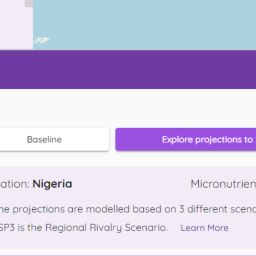 Baseline
Explore projections to
ation: Nigeria
Micronutrien
ne projections are modelled based on 3 different scena
SP3 is the Regional Rivalry Scenario. Learn More